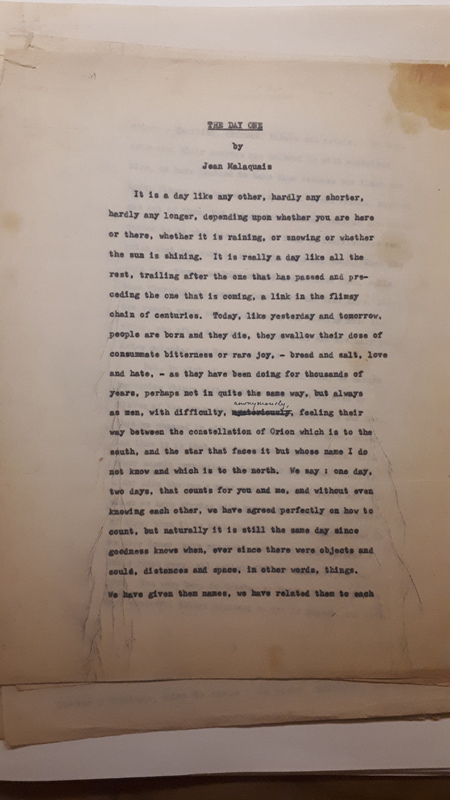 THE DAY ONE
by
Jean Malaquais
It is a day like any other, hardly any shorter,
hardly any longer, depending upon whether you are here
or there, whether it is raining, or snowing or whether
the sun is shining. It is really a day like all the
rest, trailing after the one that has passed and pre-
ceding the one that is coming, a link in the flimsy
chain of centuries. Today, like yesterday and tomorrow,
people are born and they die, they swallow their dose of
consummate bitterness or rare joy, - bread and salt, love
and hate, - as they have been doing for thousands of
years, perhaps not in quite the same way, but always
anonymously,
as men, with difficulty, mysteriously, feeling their
way between the constellation of Orion which is to the
south, and the star that faces it but whose name I do
not know and which is to the north. We say : one day,
two days, that counts for you and me, and without even
knowing each other, we have agreed perfectly on how to
count, but naturally it is still the same day since
goodness knows when, ever since there were objects and
sould, distances and space, in other words, things.
We have given them names, we have related them to each